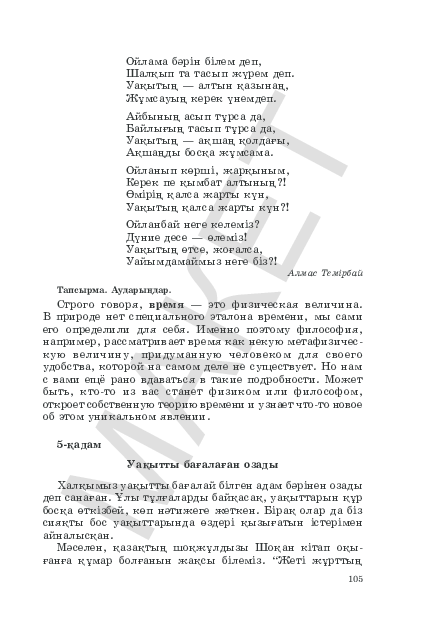 Ойлама бәрін білем деп,
Шалқып та тасып жүрем деп.
Уақытың — алтын қазынаң,
Жұмсауың керек үнемдеп.
Айбының асып тұрса да,
Байлығың тасып тұрса да,
Уақытың — ақшаң қолдағы,
Ақшаңды босқа жұмсама.
Ойланып көрші, жарқыным,
Керек пе қымбат алтының?!
Өмірің қалса жарты күн,
Уақытың қалса жарты күн?!
Ойланбай неге келеміз?
Дүние десе — өлеміз!
Уақытың өтсе, жоғалса,
Уайымдамаймыз неге біз?!
Алмас Темірбай
Тапсырма. Аударыңдар.
Строго говоря, время — это физическая величина.
В природе нет специального эталона времени, мы сами
его определили для себя. Именно поэтому философия,
например, рассматривает время как некую метафизичес-
кую величину, придуманную человеком для своего
удобства, которой на самом деле не существует. Но нам
с вами ещё рано вдаваться в такие подробности. Может
быть, кто-то из вас станет физиком или философом,
откроет собственную теорию времени и узнает что-то новое
об этом уникальном явлении.
5-қадам
Уақытты бағалаған озады
Халқымыз уақытты бағалай білген адам бәрінен озады
деп санаған. Ұлы тұлғаларды байқасақ, уақыттарын құр
босқа өткізбей, көп нәтижеге жеткен. Бірақ олар да біз
сияқты бос уақыттарында өздері қызығатын істерімен
айналысқан.
Мәселен, қазақтың шоқжұлдызы Шоқан кітап оқы-
ғанға құмар болғанын жақсы білеміз. “Жеті жұрттың
105
МАКЕТ